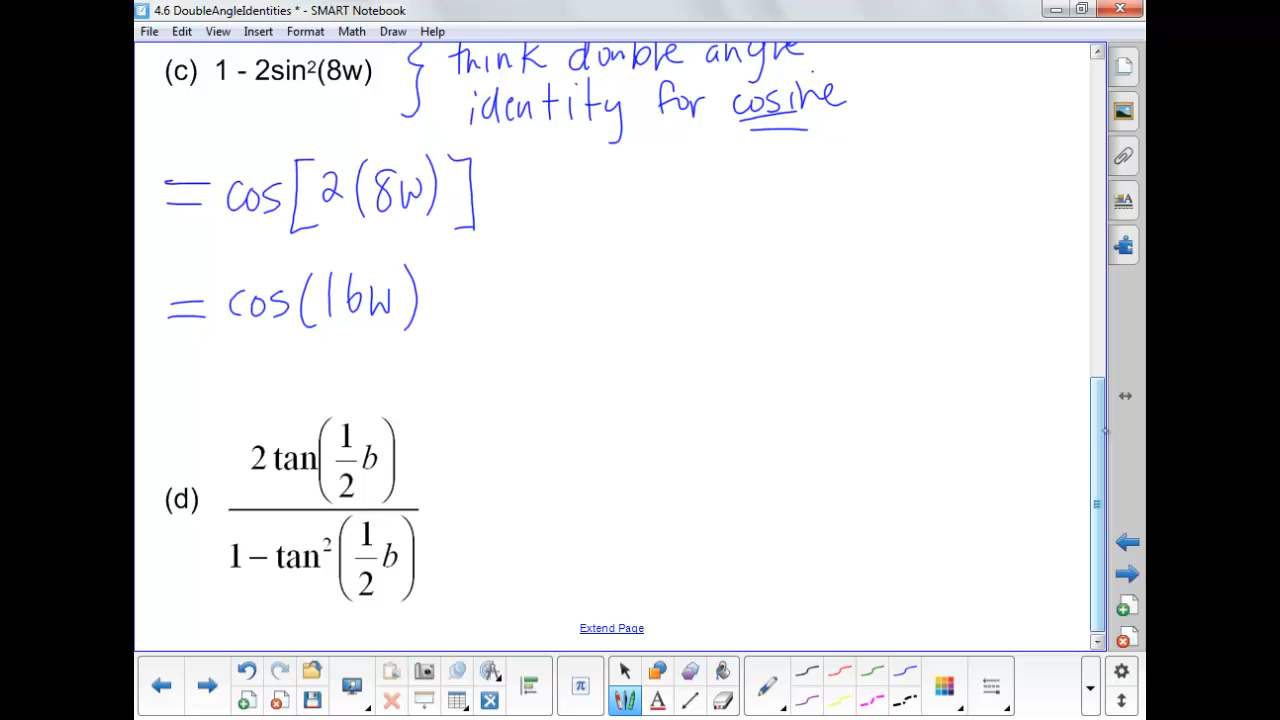 4.6 DoubleAngleIdentities * - SMART Notebook
File Edit View Insert Format Math Draw Help
(c) 1 - 2sin²(8w) { think double angle
identity for cosine
= cos[2(8w)]
= cos(16w)
(d) 2 tan(1/2 b)
1 – tan²(1/2 b)
Extend Page
π
A